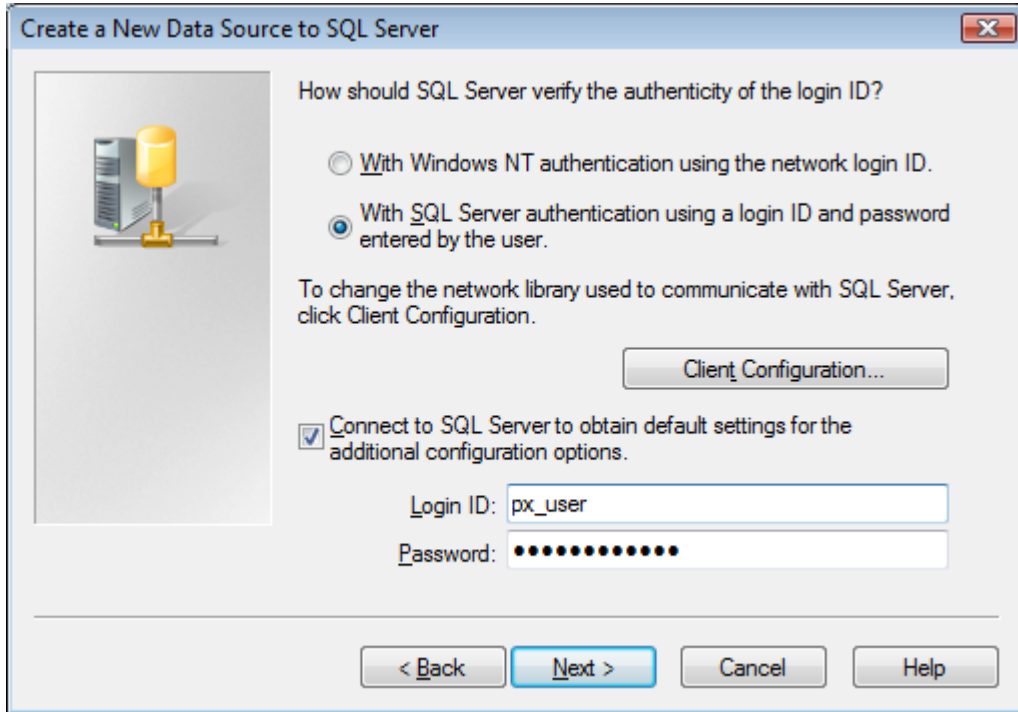 Create a New Data Source to SQL Server
How should SQL Server verify the authenticity of the login ID?
With Windows NT authentication using the network login ID.
With SQL Server authentication using a login ID and password
entered by the user.
To change the network library used to communicate with SQL Server,
click Client Configuration.
Client Configuration...
Connect to SQL Server to obtain default settings for the
additional configuration options.
Login ID: px_user
Password: ●●●●●●●●●●●●
< Back Next > Cancel Help